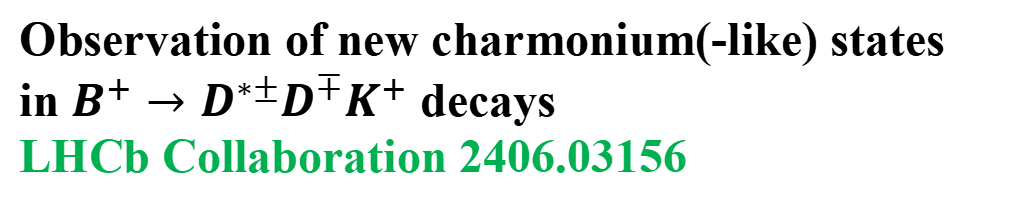 Observation of new charmonium(-like) states
in B⁺ → D*±D∓K⁺ decays
LHCb Collaboration 2406.03156